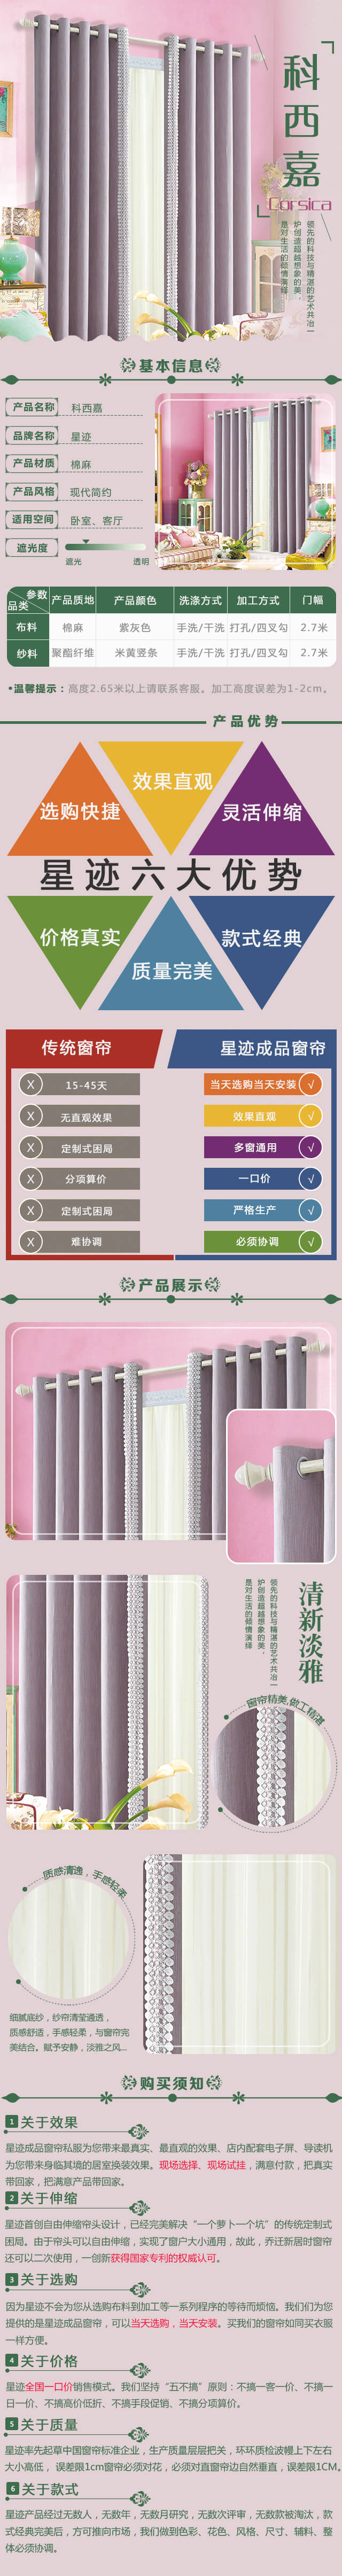 科西嘉
Corsica
领先的科技与精湛的艺术共冶一
炉创造超越想象的美，
是对生活的倾情演绎
基本信息
产品名称 科西嘉
品牌名称 星迹
产品材质 棉麻
产品风格 现代简约
适用空间 卧室、客厅
遮光度
遮光 透明
参数 品类 产品质地 产品颜色 洗涤方式 加工方式 门幅
布料 棉麻 紫灰色 手洗/干洗 打孔/四叉勾 2.7米
纱料 聚酯纤维 米黄竖条 手洗/干洗 打孔/四叉勾 2.7米
•温馨提示：高度2.65米以上请联系客服。加工高度误差为1-2cm。
产品优势
效果直观
选购快捷 灵活伸缩
星迹六大优势
价格真实 款式经典
质量完美
传统窗帘 星迹成品窗帘
X 15-45天 当天选购当天安装 √
X 无直观效果 效果直观 √
X 定制式困局 多窗通用 √
X 分项算价 一口价 √
X 定制式困局 严格生产 √
X 难协调 必须协调 √
产品展示
清新淡雅
领先的科技与精湛的艺术共冶一
炉创造超越想象的美，
是对生活的倾情演绎
窗帘精美,做工精湛
质感清逸，手感轻柔
细腻底纱，纱帘清莹通透，
质感舒适，手感轻柔，与窗帘完
美结合。赋予安静，淡雅之风...
购买须知
1 关于效果
星迹成品窗帘私服为您带来最真实、最直观的效果、店内配套电子屏、导读机
为您带来身临其境的居室换装效果。现场选择、现场试挂，满意付款，把真实
带回家，把满意产品带回家。
2 关于伸缩
星迹首创自由伸缩帘头设计，已经完美解决“一个萝卜一个坑”的传统定制式
困局。由于帘头可以自由伸缩，实现了窗户大小通用，故此，乔迁新居时窗帘
还可以二次使用，一创新获得国家专利的权威认可。
3 关于选购
因为星迹不会为您从选购布料到加工等一系列程序的等待而烦恼。我们们为您
提供的是星迹成品窗帘，可以当天选购，当天安装。买我们的窗帘如同买衣服
一样方便。
4 关于价格
星迹全国一口价销售模式。我们坚持“五不搞”原则：不搞一客一价、不搞一
日一价、不搞高价低折、不搞手段促销、不搞分项算价。
5 关于质量
星迹率先起草中国窗帘标准企业，生产质量层层把关，环环质检波幔上下左右
大小高低，误差限1cm窗帘必须对花，必须对直窗帘边自然垂直，误差限1CM。
6 关于款式
星迹产品经过无数人，无数年，无数月研究，无数次评审，无数款被淘汰，款
式经典完美后，方可推向市场，我们做到色彩、花色、风格、尺寸、辅料、整
体必须协调。